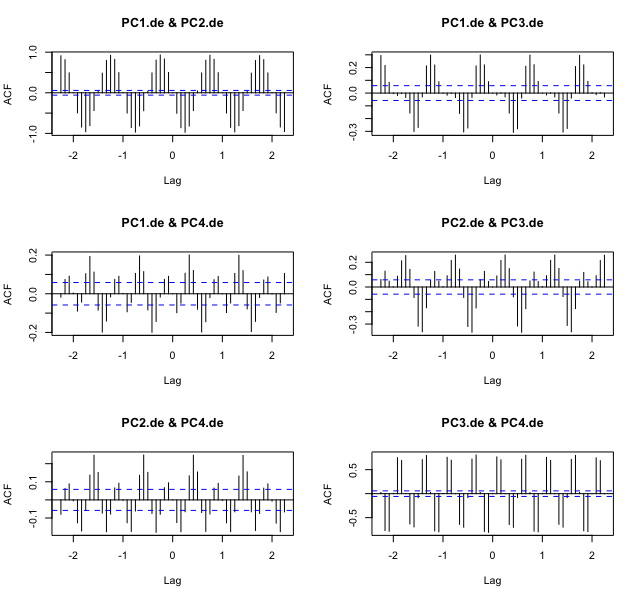 PC1.de & PC2.de
ACF
-1.0 0.0 1.0
-2 -1 0 1 2
Lag
PC1.de & PC3.de
ACF
-0.3 0.0 0.2
-2 -1 0 1 2
Lag
PC1.de & PC4.de
ACF
-0.2 0.0 0.2
-2 -1 0 1 2
Lag
PC2.de & PC3.de
ACF
-0.3 0.0 0.2
-2 -1 0 1 2
Lag
PC2.de & PC4.de
ACF
-0.1 0.1
-2 -1 0 1 2
Lag
PC3.de & PC4.de
ACF
-0.5 0.5
-2 -1 0 1 2
Lag